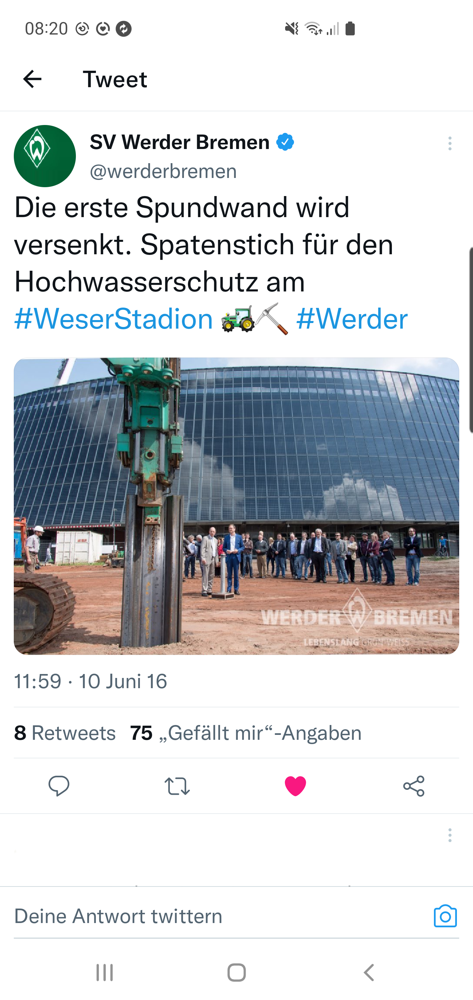 08:20
Tweet
SV Werder Bremen
@werderbremen
Die erste Spundwand wird
versenkt. Spatenstich für den
Hochwasserschutz am
#WeserStadion 🚜⛏ #Werder
WERDER BREMEN
LEBENSLANG GRÜN WEISS
11:59 · 10 Juni 16
8 Retweets 75 „Gefällt mir“-Angaben
Deine Antwort twittern